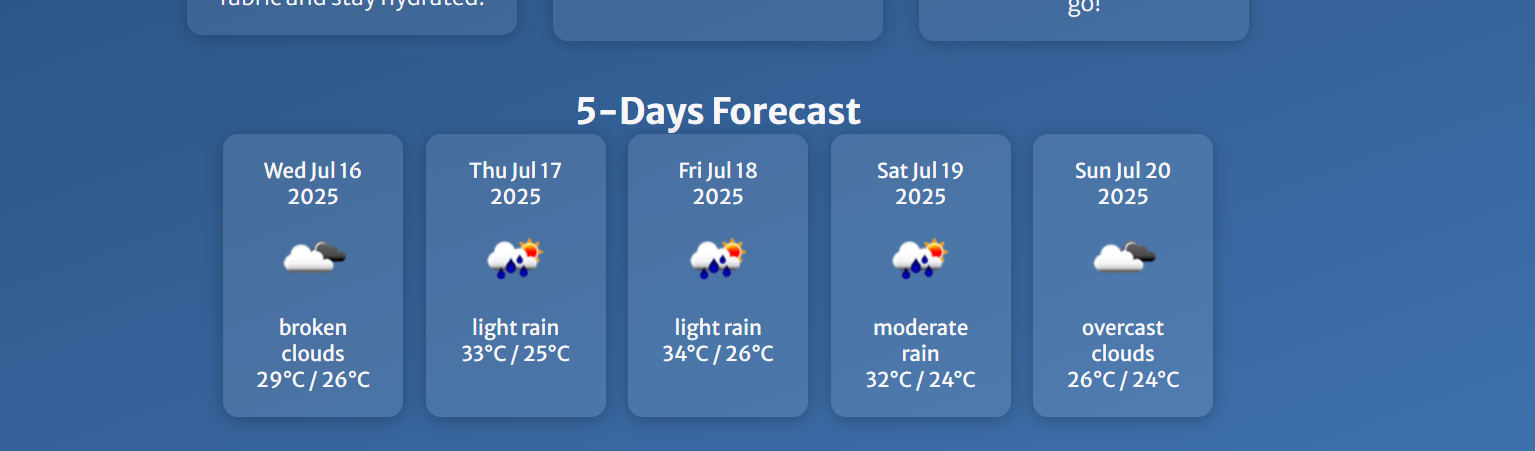 fabric and stay hydrated.
go!
5-Days Forecast
Wed Jul 16
2025
broken
clouds
29°C / 26°C
Thu Jul 17
2025
light rain
33°C / 25°C
Fri Jul 18
2025
light rain
34°C / 26°C
Sat Jul 19
2025
moderate
rain
32°C / 24°C
Sun Jul 20
2025
overcast
clouds
26°C / 24°C